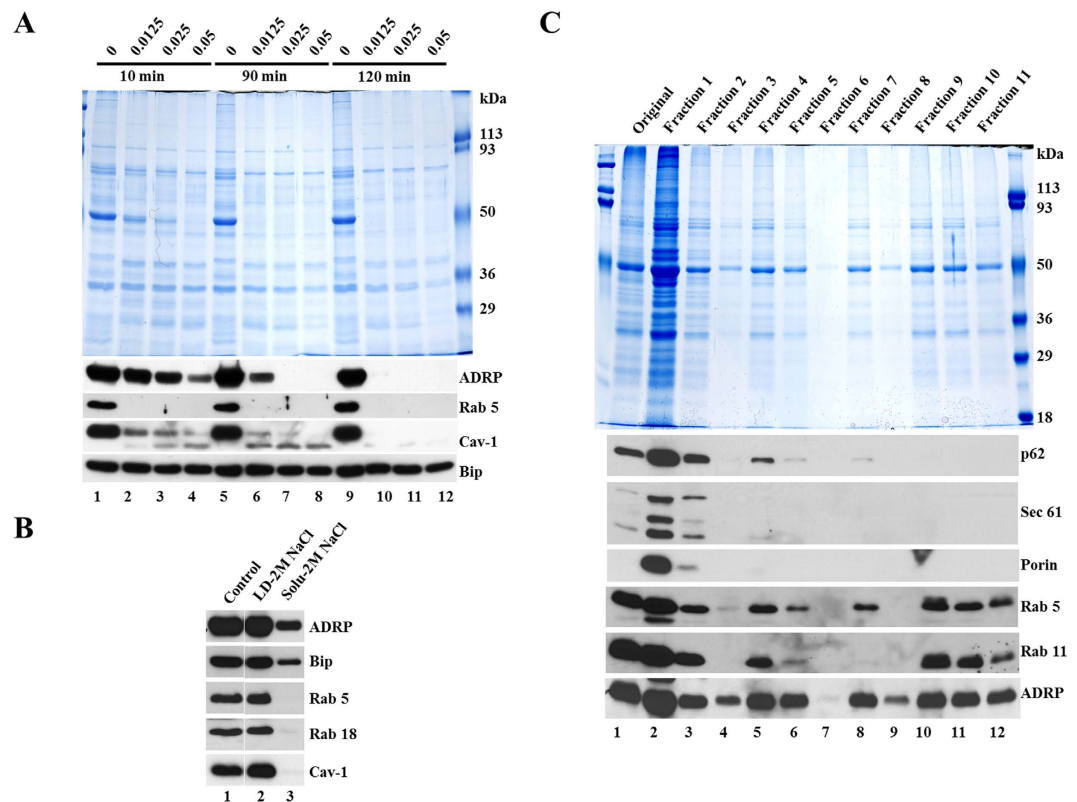 A
0 0.0125 0.025 0.05 0 0.0125 0.025 0.05 0 0.0125 0.025 0.05
10 min 90 min 120 min
kDa
113
93
50
36
29
ADRP
Rab 5
Cav-1
Bip
1 2 3 4 5 6 7 8 9 10 11 12
B
Control LD-2M NaCl Solu-2M NaCl
ADRP
Bip
Rab 5
Rab 18
Cav-1
1 2 3
C
Original Fraction 1 Fraction 2 Fraction 3 Fraction 4 Fraction 5 Fraction 6 Fraction 7 Fraction 8 Fraction 9 Fraction 10 Fraction 11
kDa
113
93
50
36
29
18
p62
Sec 61
Porin
Rab 5
Rab 11
ADRP
1 2 3 4 5 6 7 8 9 10 11 12